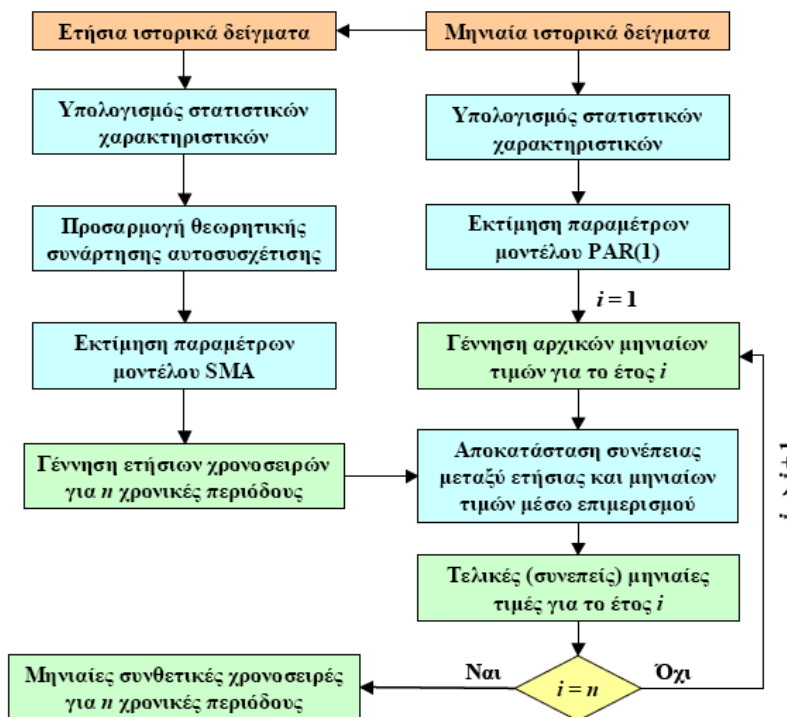 Ετήσια ιστορικά δείγματα
Μηνιαία ιστορικά δείγματα
Υπολογισμός στατιστικών
χαρακτηριστικών
Υπολογισμός στατιστικών
χαρακτηριστικών
Προσαρμογή θεωρητικής
συνάρτησης αυτοσυσχέτισης
Εκτίμηση παραμέτρων
μοντέλου PAR(1)
i = 1
Εκτίμηση παραμέτρων
μοντέλου SMA
Γέννηση αρχικών μηνιαίων
τιμών για το έτος i
Γέννηση ετήσιων χρονοσειρών
για n χρονικές περιόδους
Αποκατάσταση συνέπειας
μεταξύ ετήσιας και μηνιαίων
τιμών μέσω επιμερισμού
Τελικές (συνεπείς) μηνιαίες
τιμές για το έτος i
Μηνιαίες συνθετικές χρονοσειρές
για n χρονικές περιόδους
Ναι
i = n
Όχι